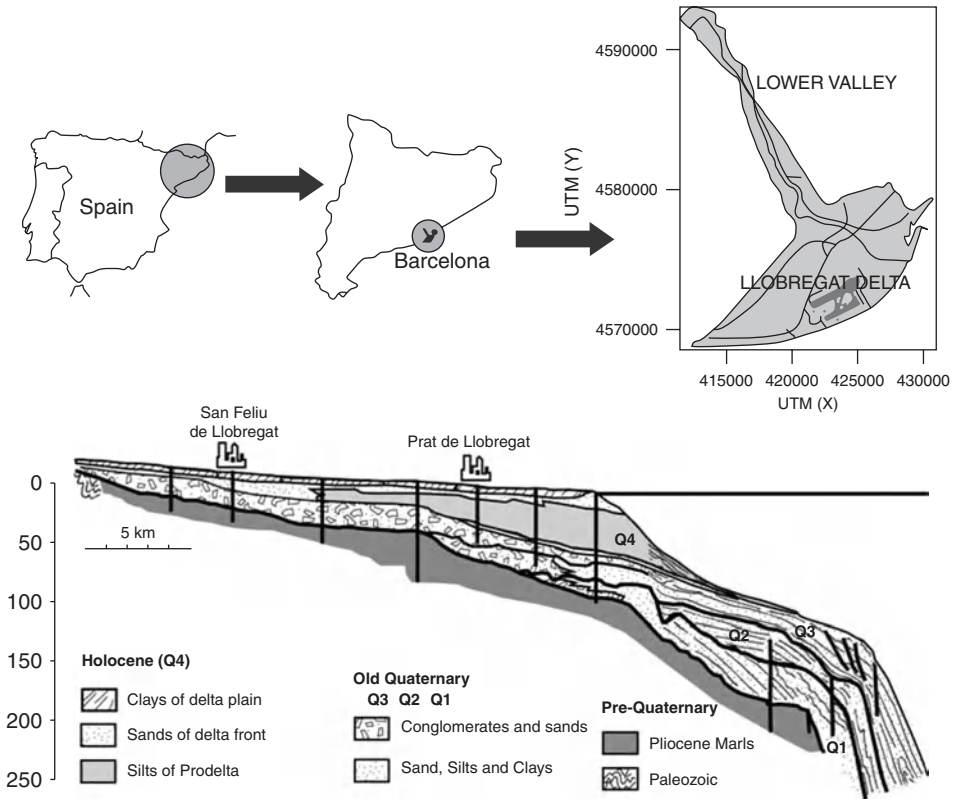 Spain
Barcelona
UTM (Y)
4590000
4580000
4570000
LOWER VALLEY
LLOBREGAT DELTA
415000 420000 425000 430000
UTM (X)
San Feliu
de Llobregat
Prat de Llobregat
0
50
100
150
200
250
5 km
Q4
Q3
Q2
Q1
Holocene (Q4)
Clays of delta plain
Sands of delta front
Silts of Prodelta
Old Quaternary
Q3 Q2 Q1
Conglomerates and sands
Sand, Silts and Clays
Pre-Quaternary
Pliocene Marls
Paleozoic